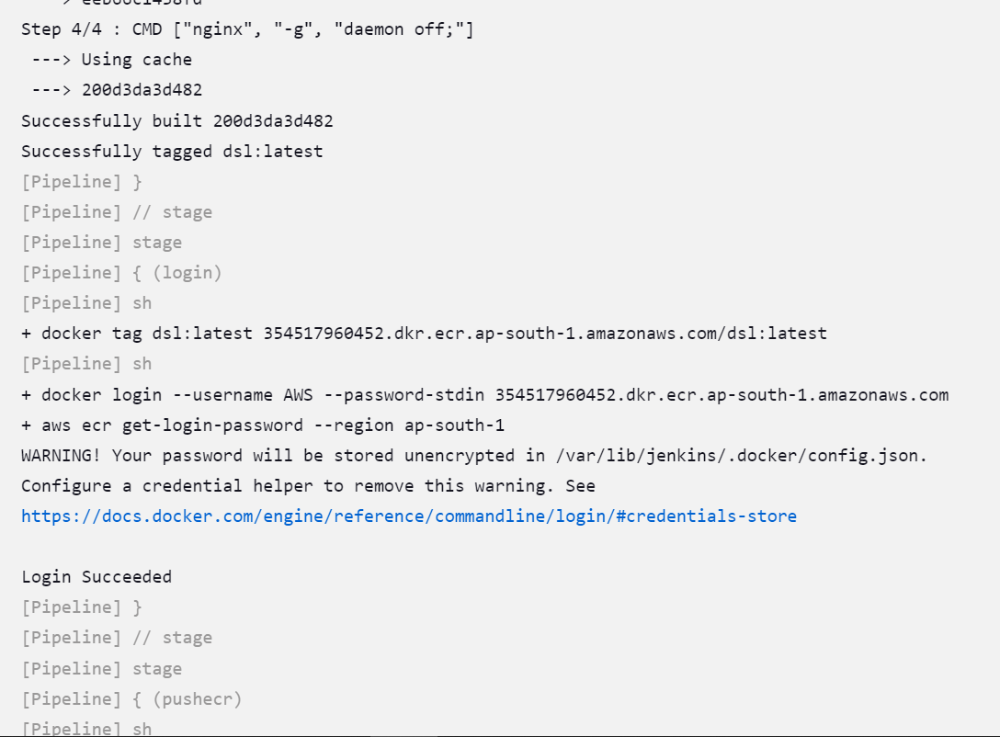 Step 4/4 : CMD ["nginx", "-g", "daemon off;"]
---> Using cache
---> 200d3da3d482
Successfully built 200d3da3d482
Successfully tagged dsl:latest
[Pipeline] }
[Pipeline] // stage
[Pipeline] stage
[Pipeline] { (login)
[Pipeline] sh
+ docker tag dsl:latest 354517960452.dkr.ecr.ap-south-1.amazonaws.com/dsl:latest
[Pipeline] sh
+ docker login --username AWS --password-stdin 354517960452.dkr.ecr.ap-south-1.amazonaws.com
+ aws ecr get-login-password --region ap-south-1
WARNING! Your password will be stored unencrypted in /var/lib/jenkins/.docker/config.json.
Configure a credential helper to remove this warning. See
https://docs.docker.com/engine/reference/commandline/login/#credentials-store
Login Succeeded
[Pipeline] }
[Pipeline] // stage
[Pipeline] stage
[Pipeline] { (pushecr)
[Pipeline] sh